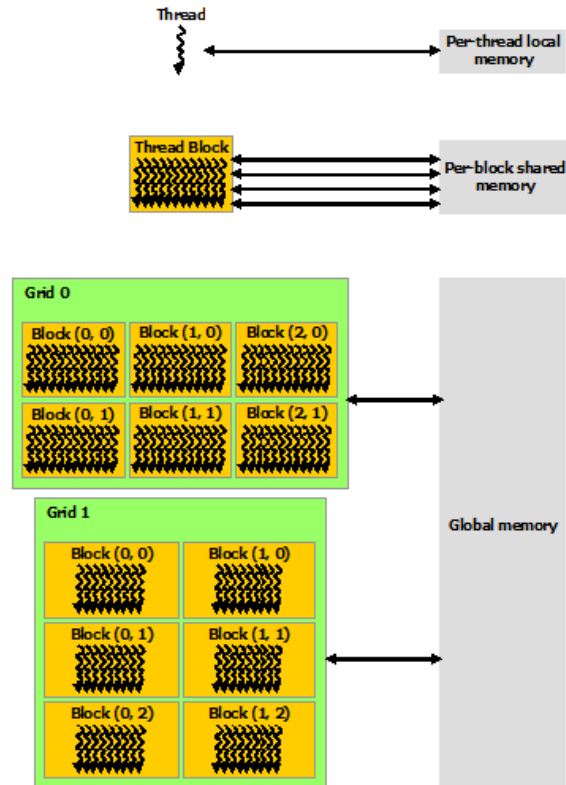 Thread
Per-thread local
memory
Thread Block
Per-block shared
memory
Grid 0
Block (0, 0)
Block (1, 0)
Block (2, 0)
Block (0, 1)
Block (1, 1)
Block (2, 1)
Grid 1
Global memory
Block (0, 0)
Block (1, 0)
Block (0, 1)
Block (1, 1)
Block (0, 2)
Block (1, 2)